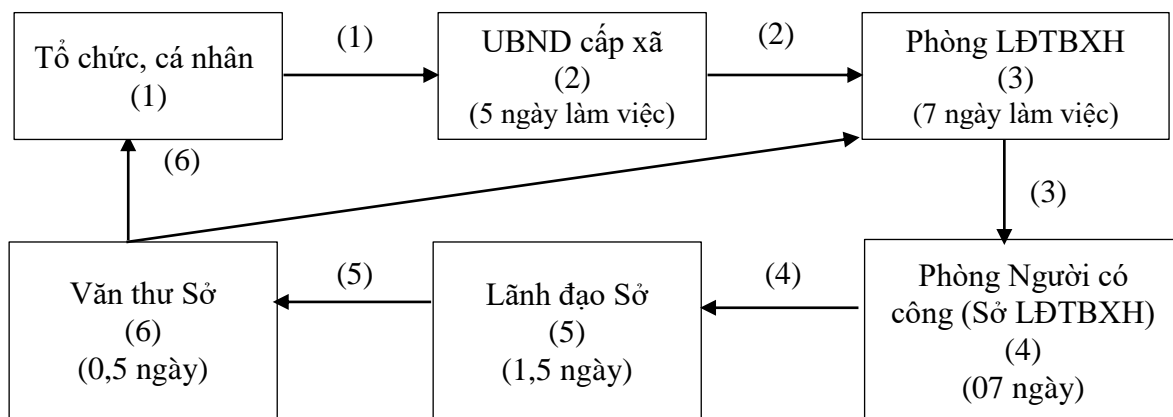 Tổ chức, cá nhân
(1)
(1)
UBND cấp xã
(2)
(5 ngày làm việc)
(2)
Phòng LĐTBXH
(3)
(7 ngày làm việc)
(6)
(3)
Văn thư Sở
(6)
(0,5 ngày)
(5)
Lãnh đạo Sở
(5)
(1,5 ngày)
(4)
Phòng Người có
công (Sở LĐTBXH)
(4)
(07 ngày)